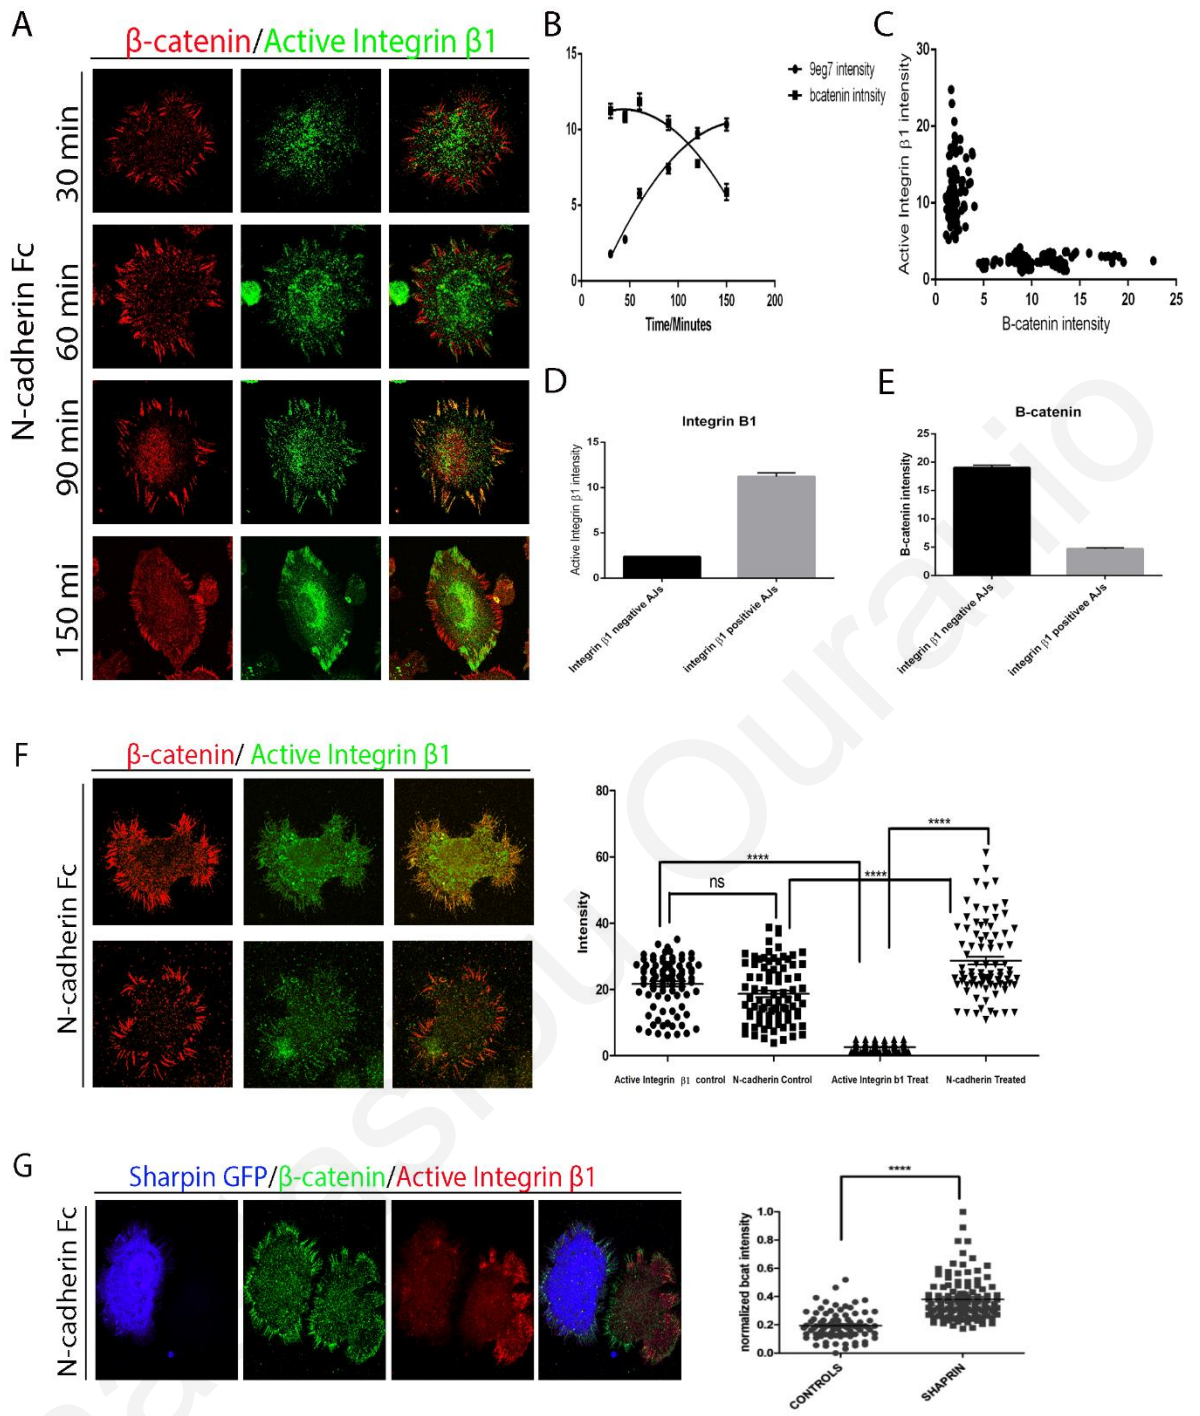 A
β-catenin/Active Integrin β1
30 min
60 min
90 min
150 mi
N-cadherin Fc
B
15
10
5
0
0
50
100
150
200
Time/Minutes
9eg7 intensity
bcatenin intnsity
C
Active Integrin β1 intensity
30
20
10
0
0
5
10
15
20
25
B-catenin intensity
D
Integrin B1
Active Integrin β1 intensity
15
10
5
0
Integrin β1 negative AJs
integrin β1 positivie AJs
E
B-catenin
B-catenin intensity
25
20
15
10
5
0
integrin β1 negative AJs
integrin β1 positivee AJs
F
β-catenin/ Active Integrin β1
N-cadherin Fc
N-cadherin Fc
Intensity
80
60
40
20
0
****
ns
****
****
Active Integrin β1 control
N-cadherin Control
Active Integrin b1 Treat
N-cadherin Treated
G
Sharpin GFP/β-catenin/Active Integrin β1
N-cadherin Fc
normalized bcat intensity
1.0
0.8
0.6
0.4
0.2
0.0
****
CONTROLS
SHAPRIN